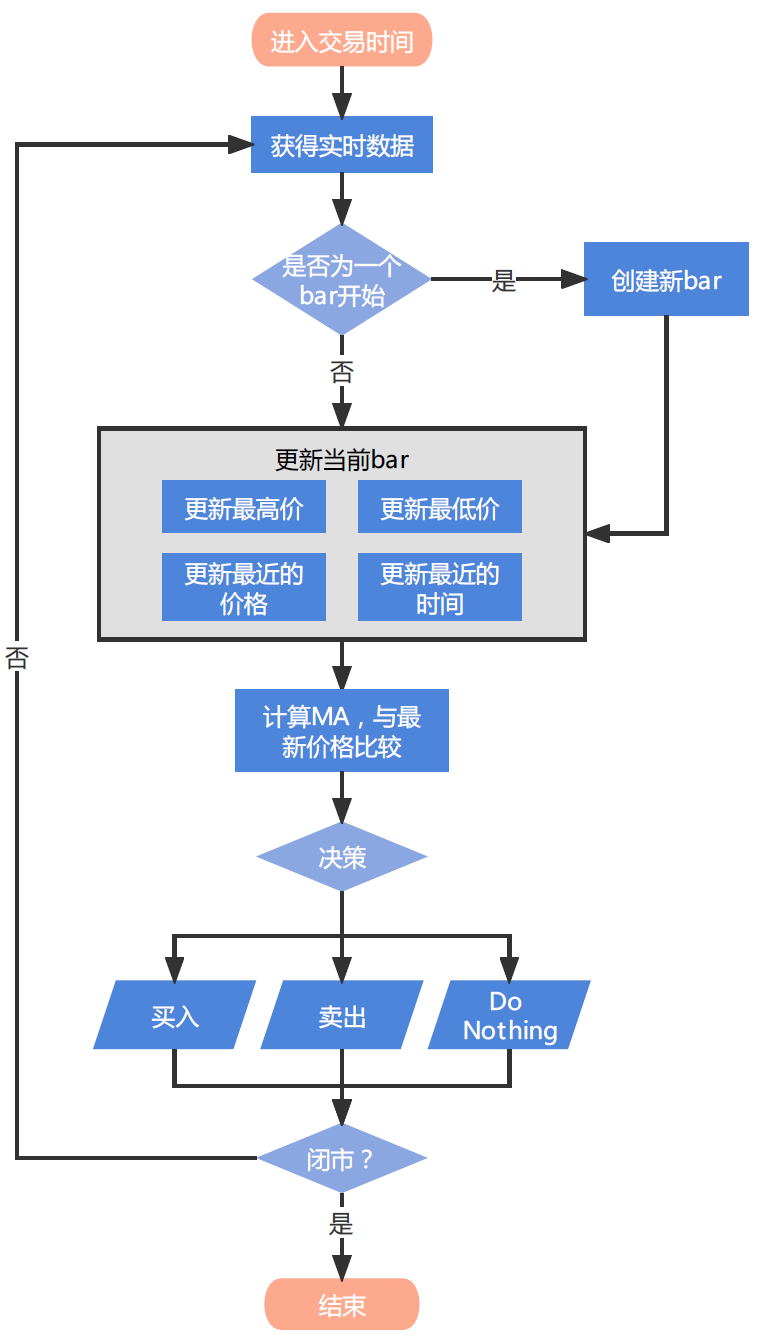 进入交易时间
获得实时数据
是否为一个
bar开始
是
创建新bar
否
更新当前bar
更新最高价
更新最低价
更新最近的
价格
更新最近的
时间
否
计算MA，与最
新价格比较
决策
买入
卖出
Do
Nothing
闭市？
是
结束